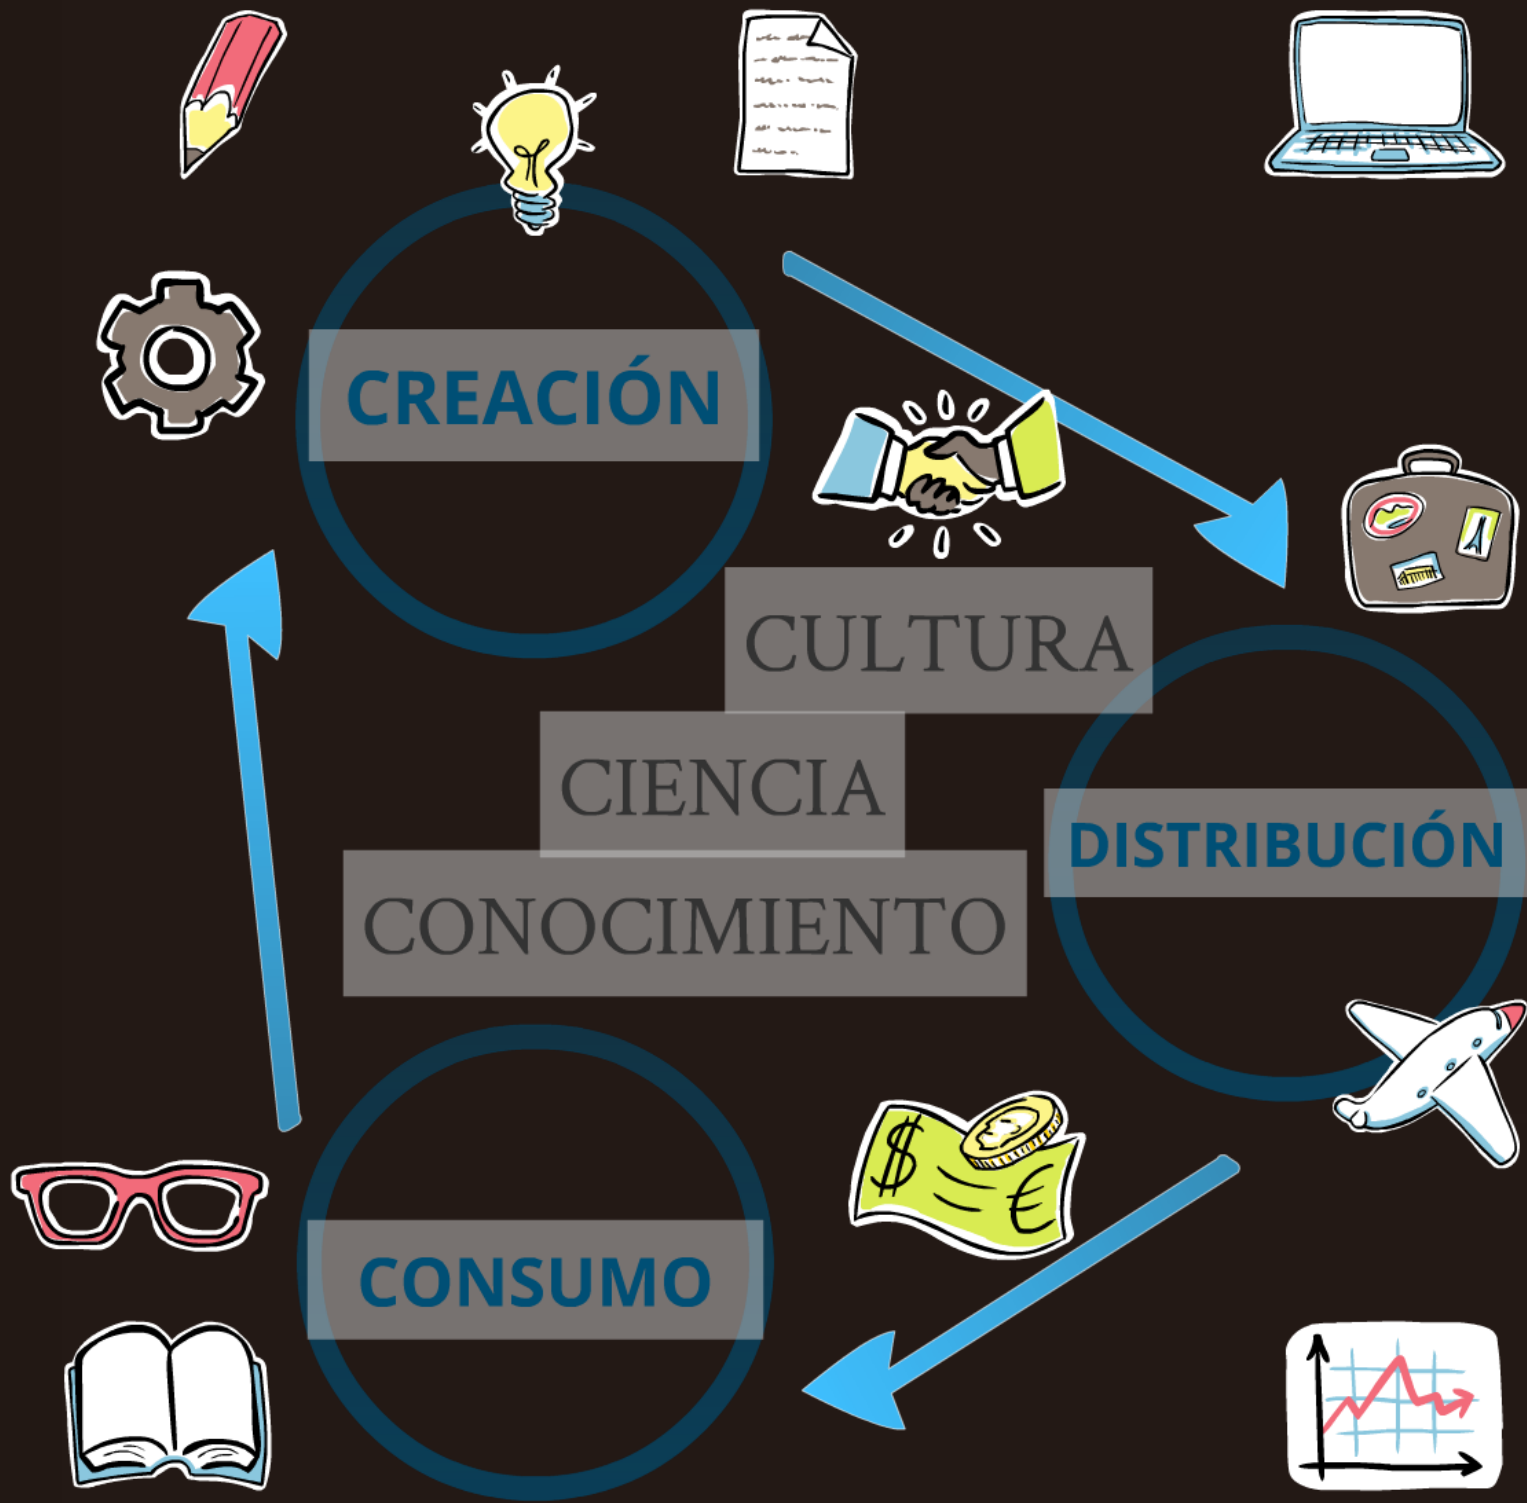 CREACIÓN
CULTURA
CIENCIA
DISTRIBUCIÓN
CONOCIMIENTO
$
€
CONSUMO